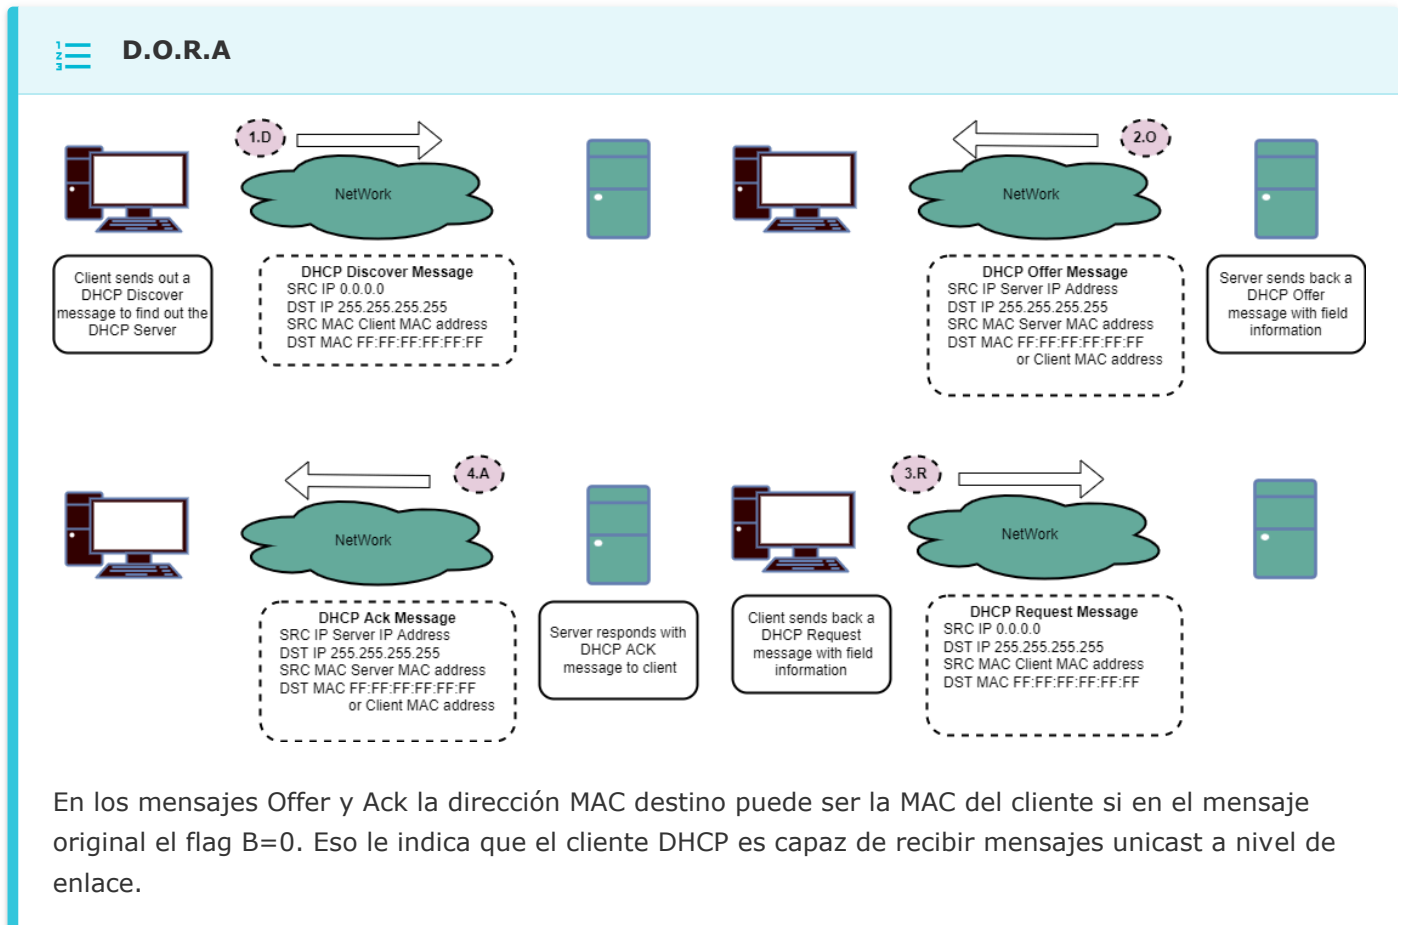 D.O.R.A
1.D
NetWork
Client sends out a
DHCP Discover
message to find out the
DHCP Server
DHCP Discover Message
SRC IP 0.0.0.0
DST IP 255.255.255.255
SRC MAC Client MAC address
DST MAC FF:FF:FF:FF:FF:FF
2.O
NetWork
DHCP Offer Message
SRC IP Server IP Address
DST IP 255.255.255.255
SRC MAC Server MAC address
DST MAC FF:FF:FF:FF:FF:FF
or Client MAC address
Server sends back a
DHCP Offer
message with field
information
4.A
NetWork
DHCP Ack Message
SRC IP Server IP Address
DST IP 255.255.255.255
SRC MAC Server MAC address
DST MAC FF:FF:FF:FF:FF:FF
or Client MAC address
Server responds with
DHCP ACK
message to client
3.R
NetWork
Client sends back a
DHCP Request
message with field
information
DHCP Request Message
SRC IP 0.0.0.0
DST IP 255.255.255.255
SRC MAC Client MAC address
DST MAC FF:FF:FF:FF:FF:FF
En los mensajes Offer y Ack la dirección MAC destino puede ser la MAC del cliente si en el mensaje
original el flag B=0. Eso le indica que el cliente DHCP es capaz de recibir mensajes unicast a nivel de
enlace.